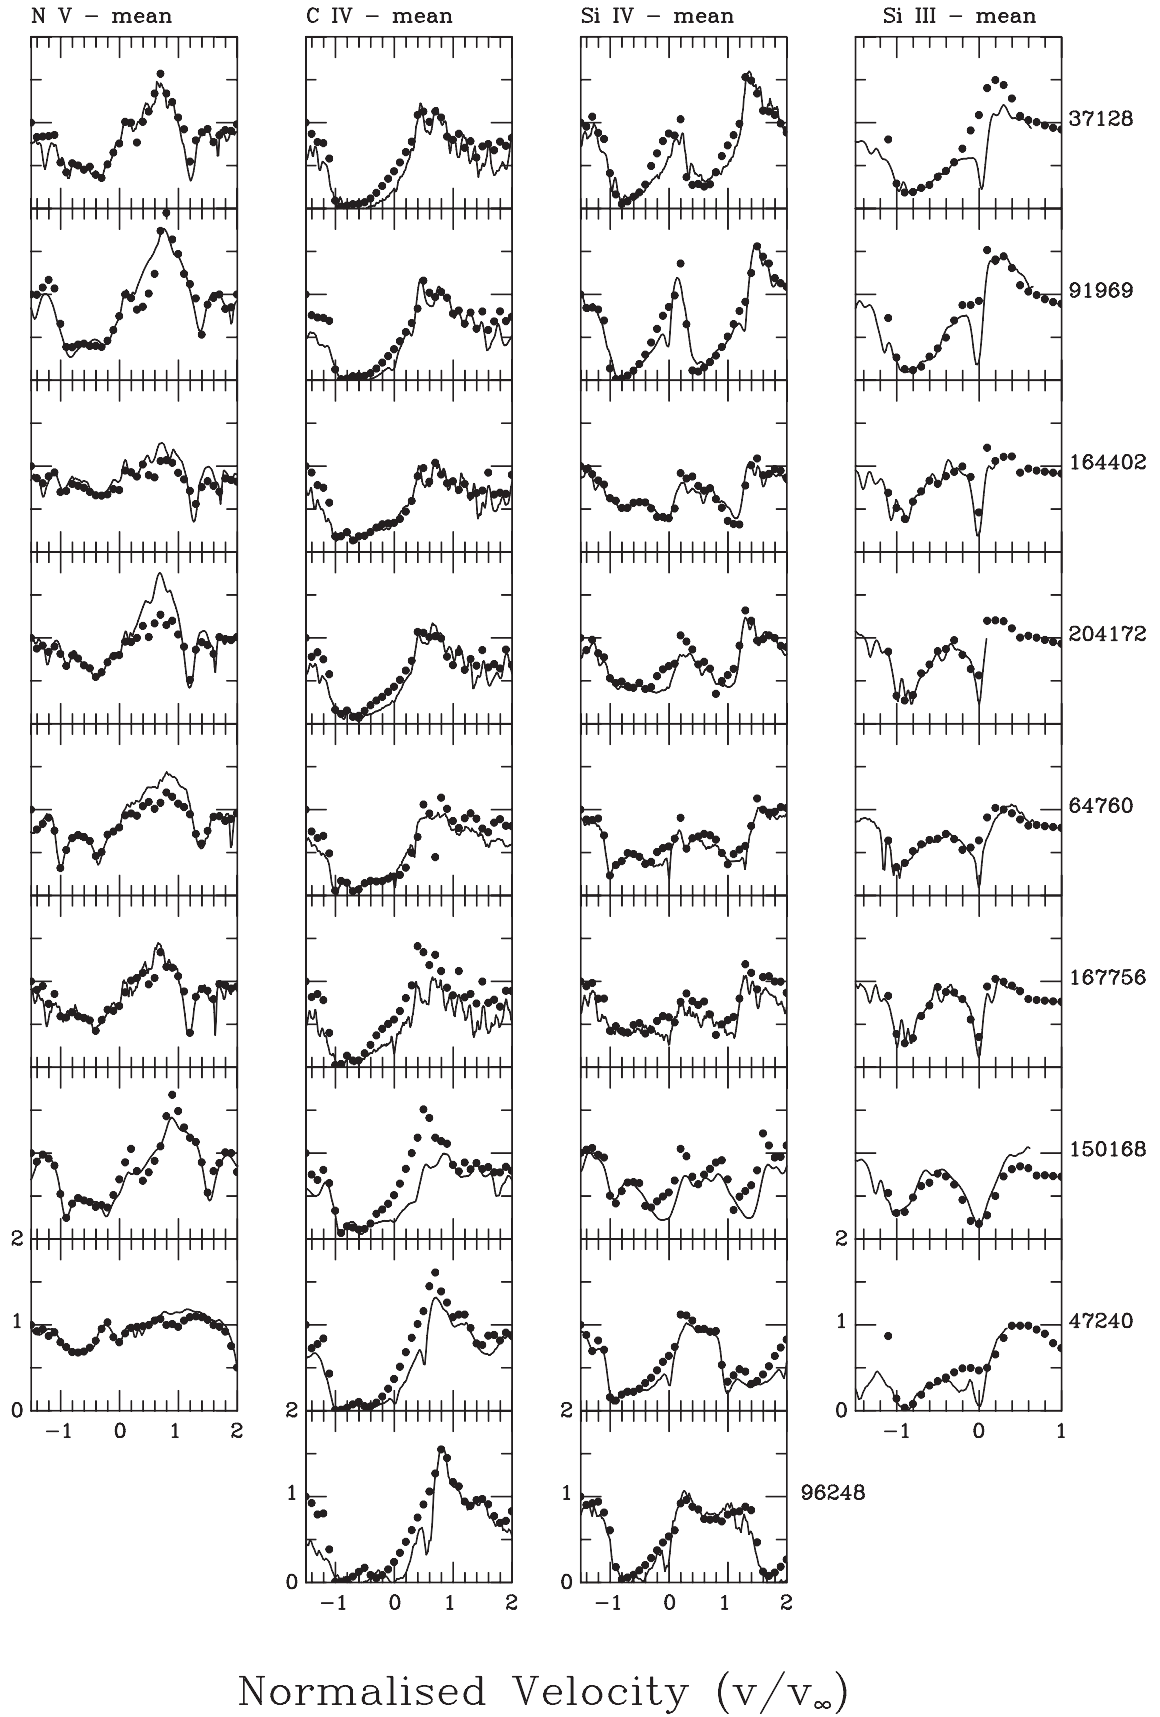 N V – mean C IV – mean Si IV – mean Si III – mean
37128
91969
164402
204172
64760
167756
150168
2 2
1 47240
0 -1 0 1 2 2 2 0 -1 0 1
1 96248
0 -1 0 1 2 0 -1 0 1 2
Normalised Velocity (v/v∞)